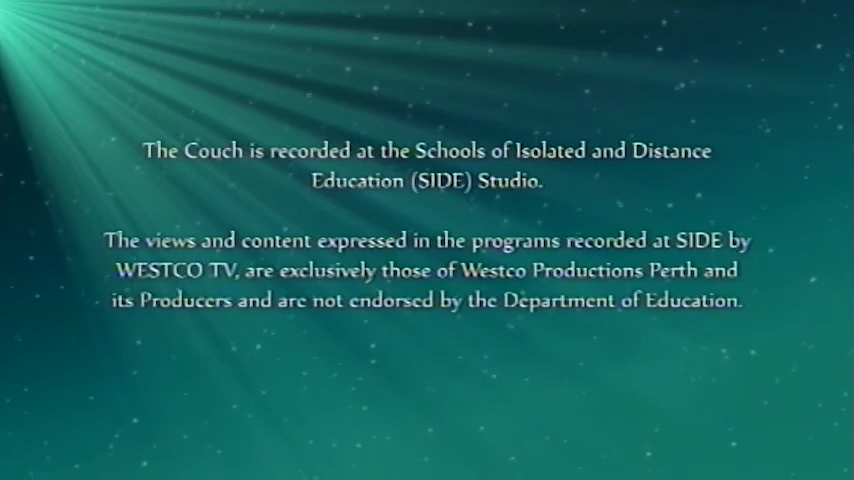 The Couch is recorded at the Schools of Isolated and Distance
Education (SIDE) Studio.
The views and content expressed in the programs recorded at SIDE by
WESTCO TV, are exclusively those of Westco Productions Perth and
its Producers and are not endorsed by the Department of Education.